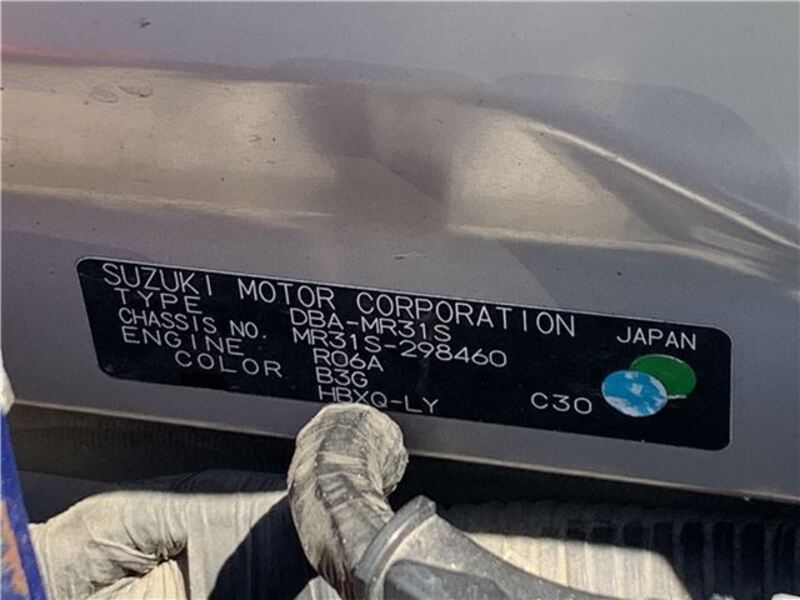 SUZUKI MOTOR CORPORATION JAPAN
TYPE DBA-MR31S
CHASSIS NO. MR31S-298460
ENGINE R06A
COLOR B3G
HBXQ-LY C30